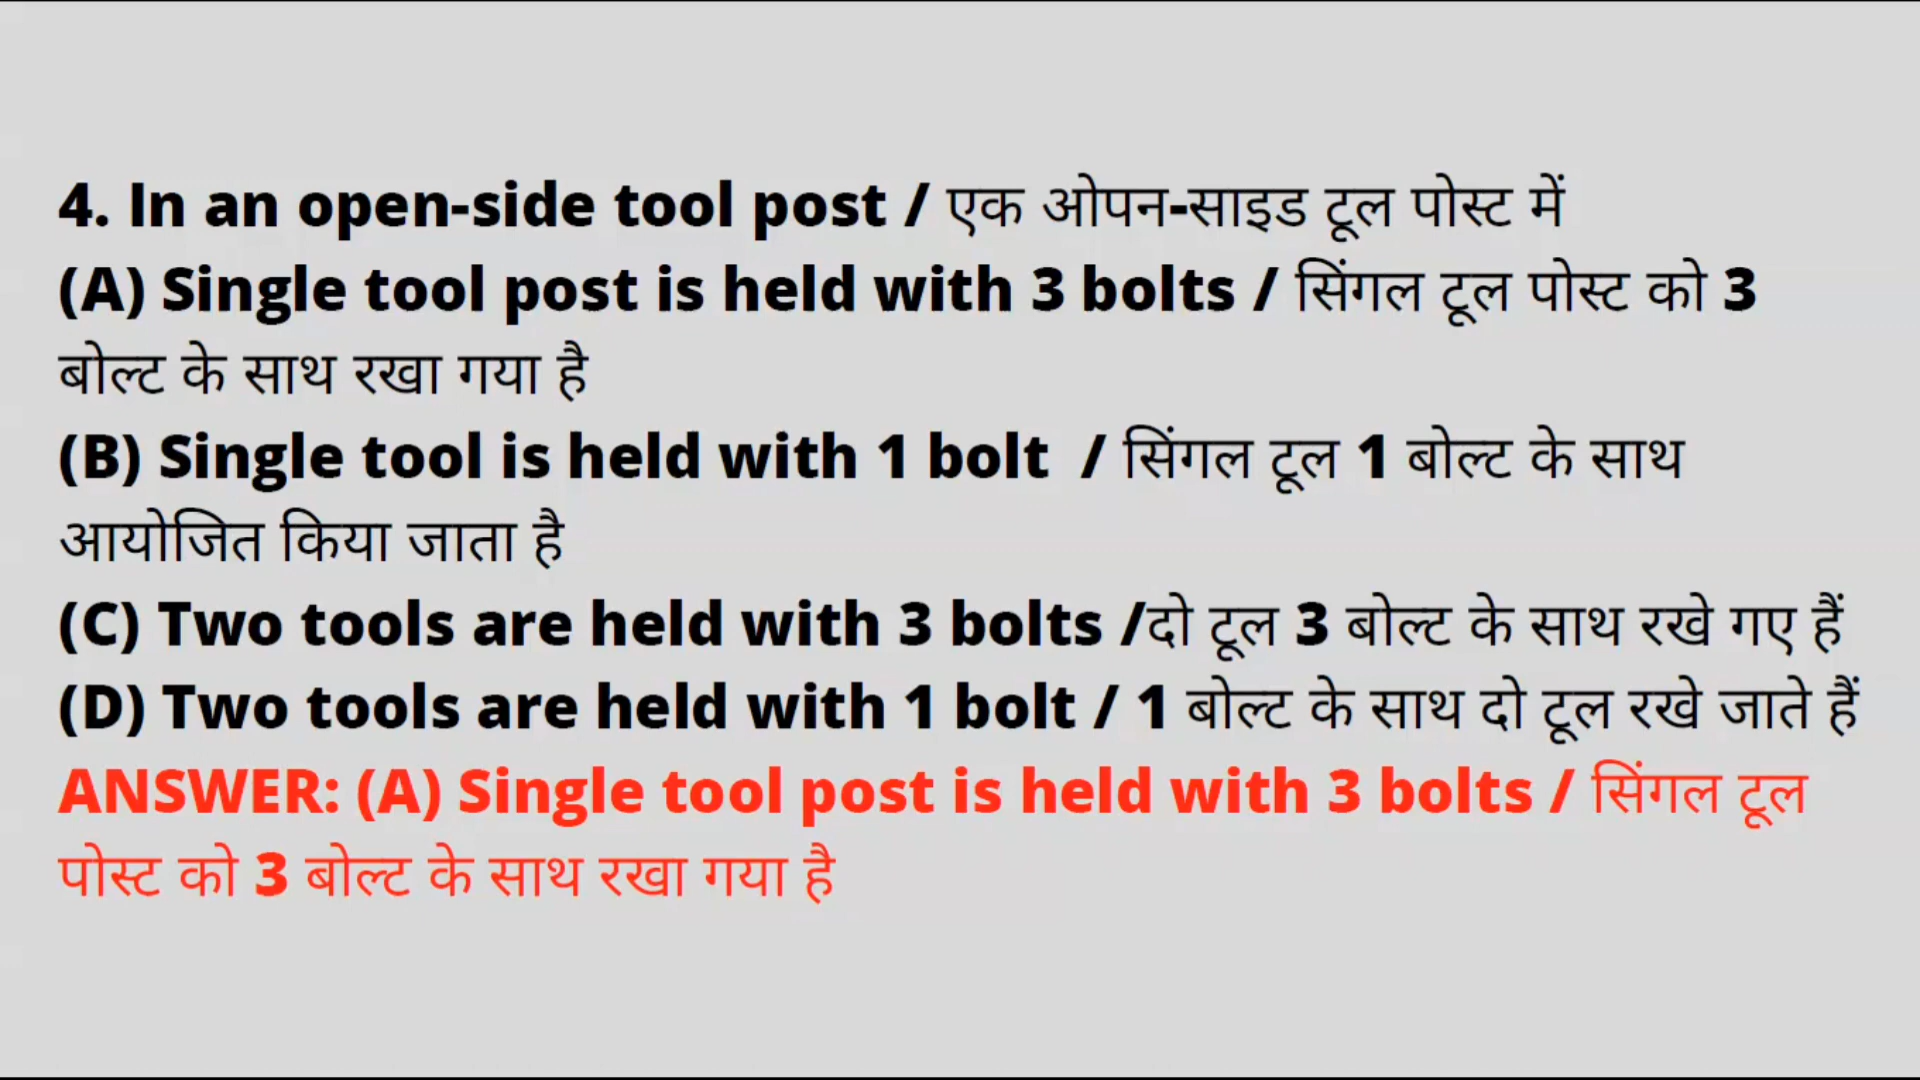 4. In an open-side tool post / एक ओपन-साइड टूल पोस्ट में
(A) Single tool post is held with 3 bolts / सिंगल टूल पोस्ट को 3
बोल्ट के साथ रखा गया है
(B) Single tool is held with 1 bolt / सिंगल टूल 1 बोल्ट के साथ
आयोजित किया जाता है
(C) Two tools are held with 3 bolts /दो टूल 3 बोल्ट के साथ रखे गए हैं
(D) Two tools are held with 1 bolt / 1 बोल्ट के साथ दो टूल रखे जाते हैं
ANSWER: (A) Single tool post is held with 3 bolts / सिंगल टूल
पोस्ट को 3 बोल्ट के साथ रखा गया है